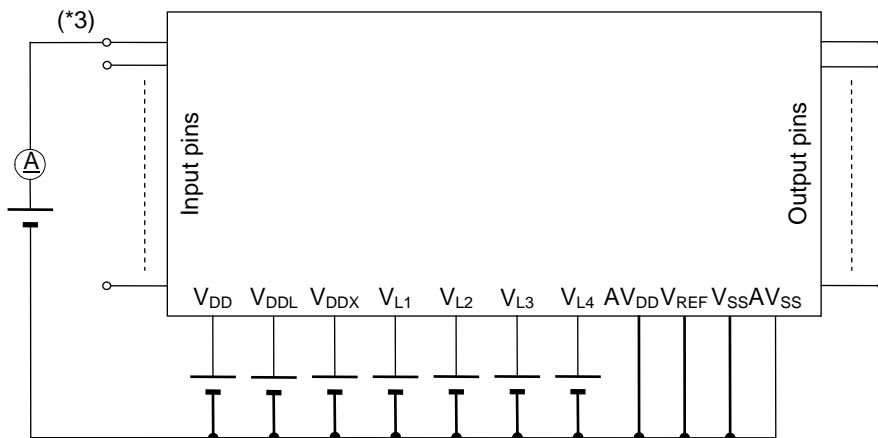 (*3)
A
Input pins
Output pins
VDD VDDL VDDX VL1 VL2 VL3 VL4 AVDD VREF VSS AVSS